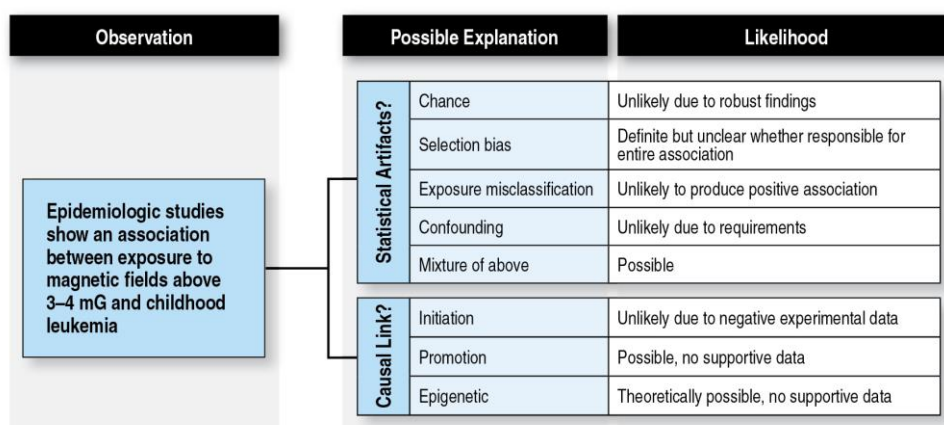 Observation
Possible Explanation
Likelihood
Epidemiologic studies
show an association
between exposure to
magnetic fields above
3–4 mG and childhood
leukemia
Statistical Artifacts?
Chance
Unlikely due to robust findings
Selection bias
Definite but unclear whether responsible for
entire association
Exposure misclassification
Unlikely to produce positive association
Confounding
Unlikely due to requirements
Mixture of above
Possible
Causal Link?
Initiation
Unlikely due to negative experimental data
Promotion
Possible, no supportive data
Epigenetic
Theoretically possible, no supportive data